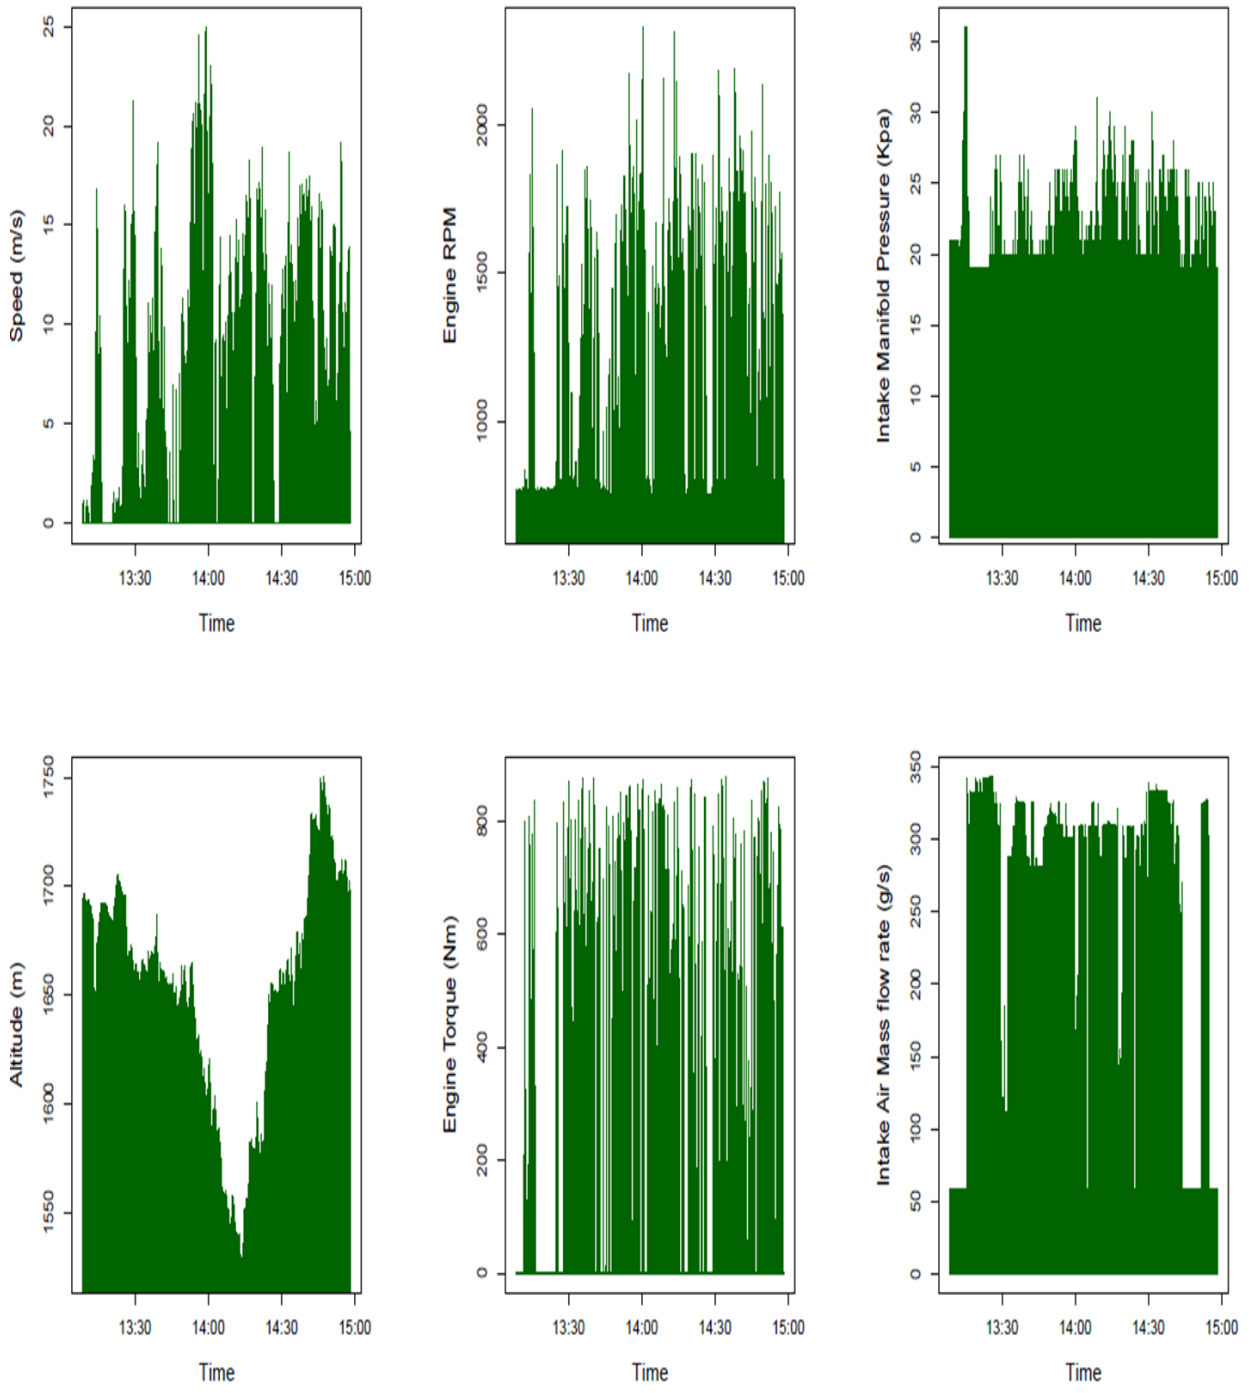 Speed (m/s)
25
20
15
10
5
0
13:30 14:00 14:30 15:00
Time
Engine RPM
2000
1500
1000
13:30 14:00 14:30 15:00
Time
Intake Manifold Pressure (Kpa)
35
30
25
20
15
10
5
0
13:30 14:00 14:30 15:00
Time
Altitude (m)
1750
1700
1650
1600
1550
13:30 14:00 14:30 15:00
Time
Engine Torque (Nm)
800
600
400
200
0
13:30 14:00 14:30 15:00
Time
Intake Air Mass flow rate (g/s)
350
300
250
200
150
100
50
0
13:30 14:00 14:30 15:00
Time